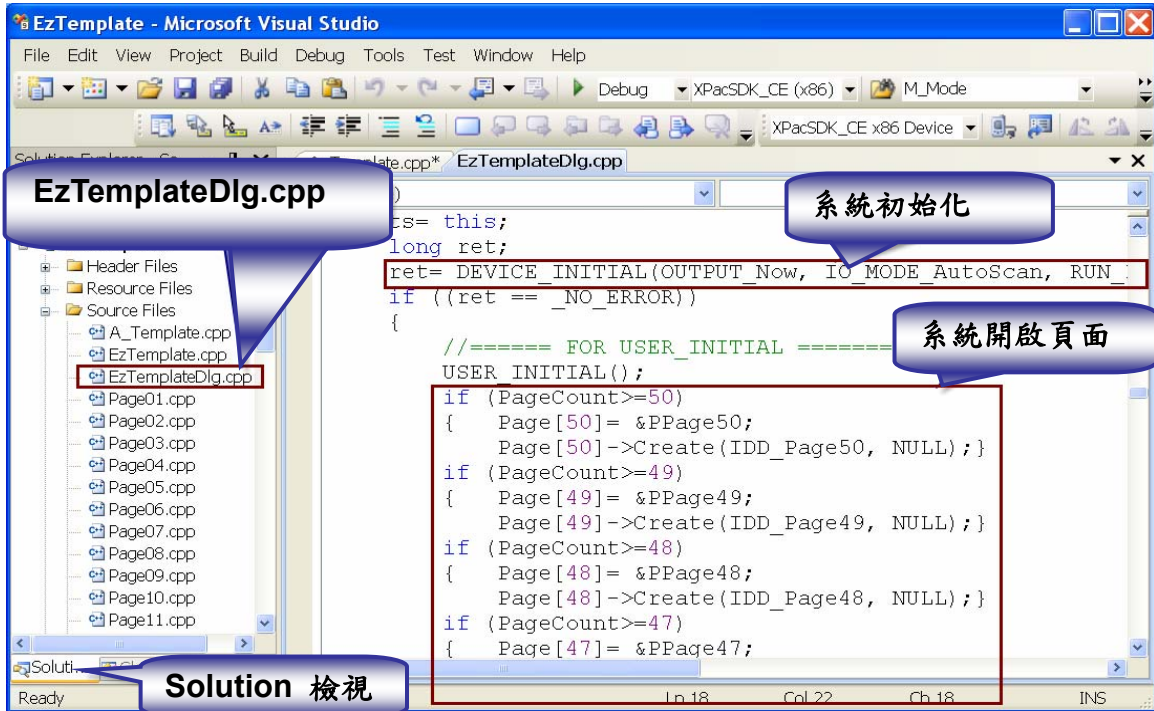 EzTemplate - Microsoft Visual Studio
File Edit View Project Build Debug Tools Test Window Help
Debug XPacSDK_CE (x86) M_Mode
XPacSDK_CE x86 Device
EzTemplateDlg.cpp
EzTemplateDlg.cpp
系統初始化
= this;
long ret;
ret= DEVICE_INITIAL(OUTPUT_Now, IO_MODE_AutoScan, RUN_
if ((ret == _NO_ERROR))
{
系統開啟頁面
//====== FOR USER_INITIAL =======
USER_INITIAL();
if (PageCount>=50)
{ Page[50]= &PPage50;
Page[50]->Create(IDD_Page50, NULL);}
if (PageCount>=49)
{ Page[49]= &PPage49;
Page[49]->Create(IDD_Page49, NULL);}
if (PageCount>=48)
{ Page[48]= &PPage48;
Page[48]->Create(IDD_Page48, NULL);}
if (PageCount>=47)
{ Page[47]= &PPage47;
Header Files
Resource Files
Source Files
A_Template.cpp
EzTemplate.cpp
EzTemplateDlg.cpp
Page01.cpp
Page02.cpp
Page03.cpp
Page04.cpp
Page05.cpp
Page06.cpp
Page07.cpp
Page08.cpp
Page09.cpp
Page10.cpp
Page11.cpp
Soluti...
Solution 檢視
Ready Ln 18 Col 22 Ch 18 INS